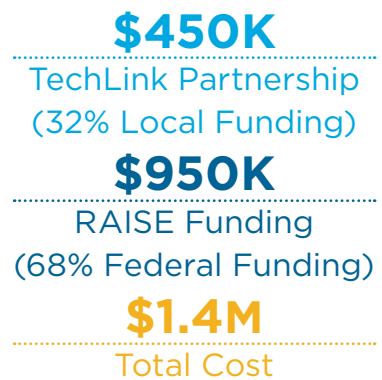 $450K
TechLink Partnership
(32% Local Funding)
$950K
RAISE Funding
(68% Federal Funding)
$1.4M
Total Cost